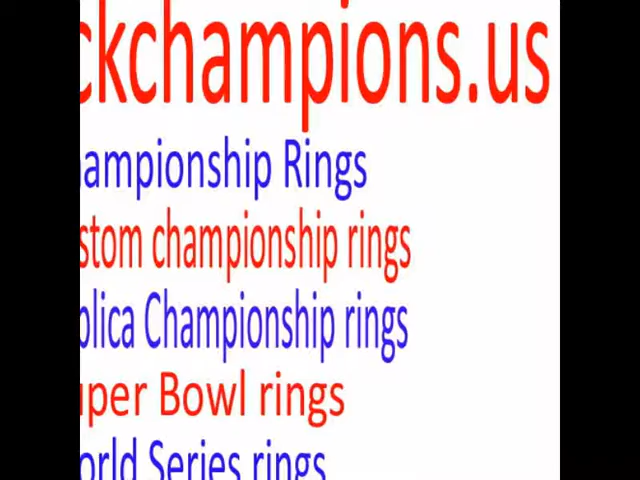 ckchampions.us
ampionship Rings
stom championship rings
plica Championship rings
uper Bowl rings
orld Series rings